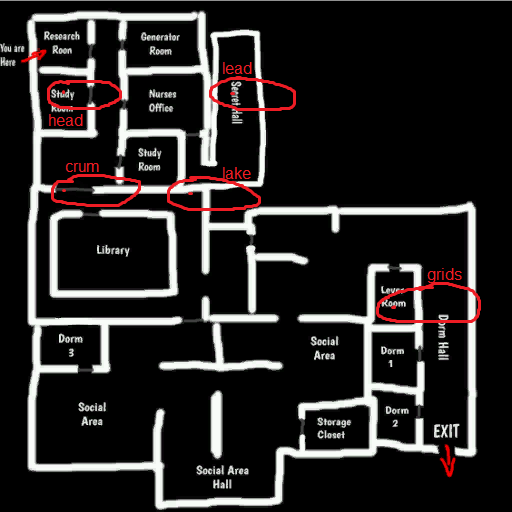 Research
Roon
Generator
Room
You are
Here
lead
Study
Room
head
Nurses
Office
Secret Hall
Study
Room
crum
lake
Library
grids
Lever
Room
Dorm Hall
Dorm
3
Social
Area
Dorm
1
Social
Area
Dorm
2
Storage
Closet
EXIT
Social Area
Hall